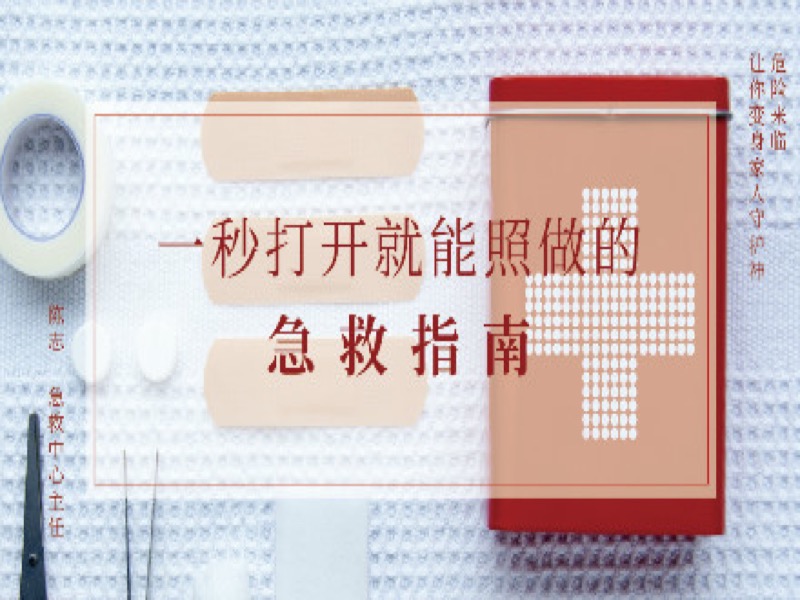 一秒打开就能照做的
急救指南
危险来临
让你变身家人守护神
陈志 急救中心主任